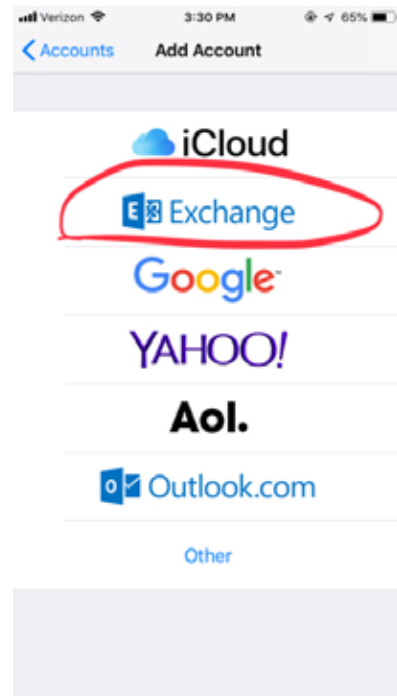 Verizon 3:30 PM 65%
Accounts Add Account
iCloud
E Exchange
Google
YAHOO!
Aol.
o Outlook.com
Other